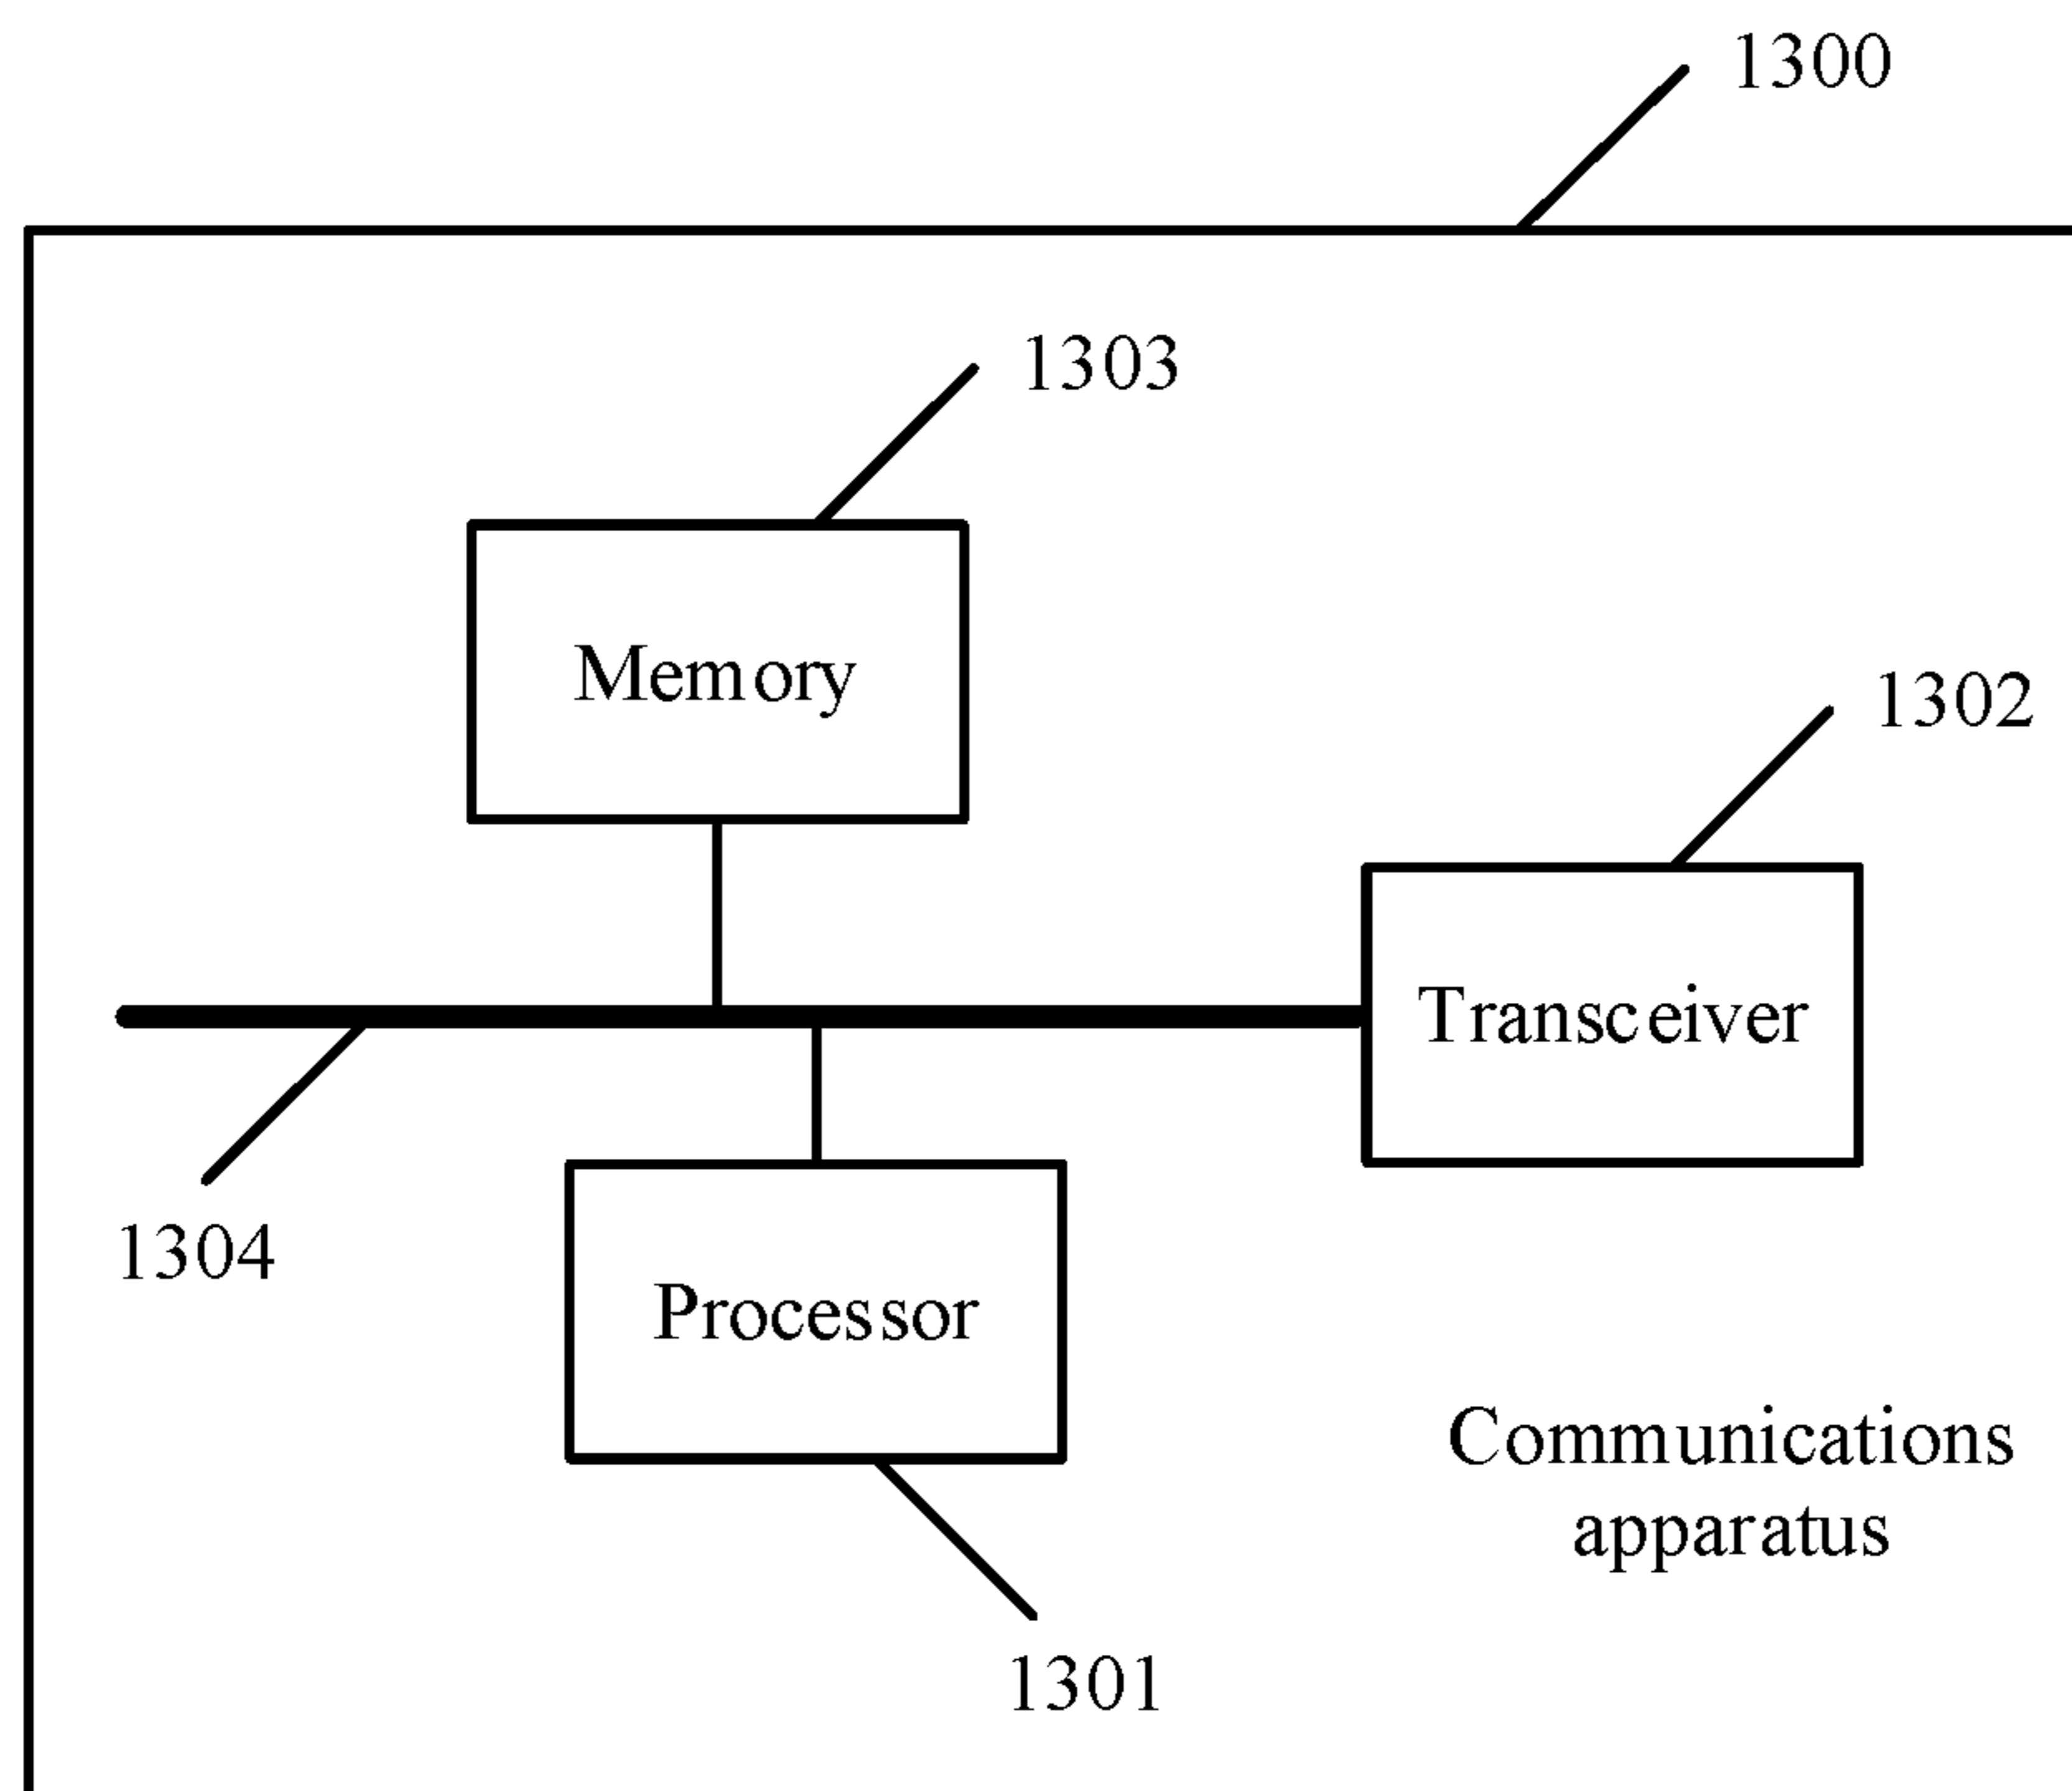 1300
1303
Memory
1302
Transceiver
1304
Processor
Communications
apparatus
1301